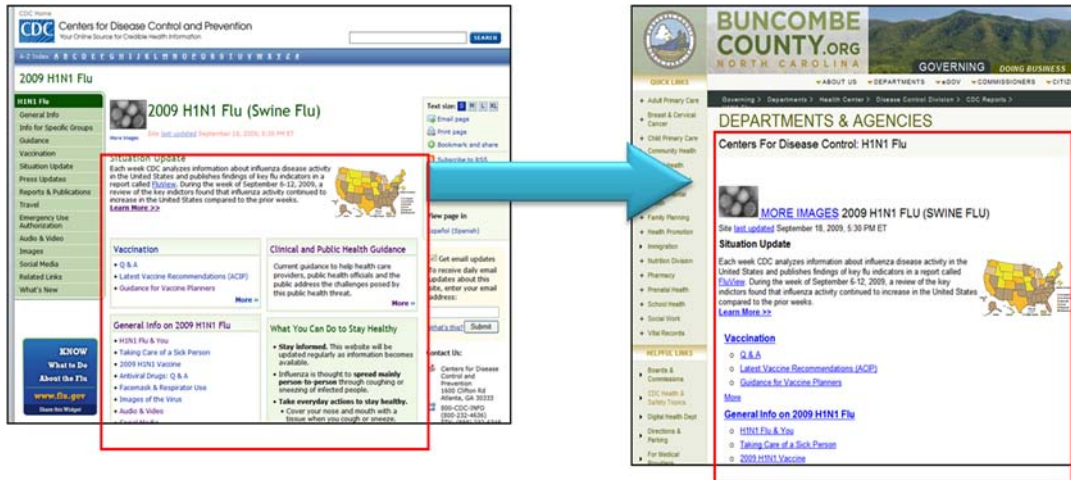 CDC Home
CDC
Centers for Disease Control and Prevention
Your Online Source for Credible Health Information
SEARCH
A-Z Index A B C D E F G H I J K L M N O P Q R S T U V W X Y Z #
2009 H1N1 Flu
H1N1 Flu
General Info
Info for Specific Groups
Guidance
Vaccination
Situation Update
Press Updates
Reports & Publications
Travel
Emergency Use
Authorization
Audio & Video
Images
Social Media
Related Links
What's New
KNOW
What to Do
About the Flu
www.flu.gov
Share this Widget
More Images
2009 H1N1 Flu (Swine Flu)
Site last updated September 18, 2009, 5:30 PM ET
Situation Update
Each week CDC analyzes information about influenza disease activity
in the United States and publishes findings of key flu indicators in a
report called FluView. During the week of September 6-12, 2009, a
review of the key indictors found that influenza activity continued to
increase in the United States compared to the prior weeks.
Learn More >>
Vaccination
• Q & A
• Latest Vaccine Recommendations (ACIP)
• Guidance for Vaccine Planners
More »
General Info on 2009 H1N1 Flu
• H1N1 Flu & You
• Taking Care of a Sick Person
• 2009 H1N1 Vaccine
• Antiviral Drugs: Q & A
• Facemask & Respirator Use
• Images of the Virus
• Audio & Video
Clinical and Public Health Guidance
Current guidance to help health care
providers, public health officials and the
public address the challenges posed by
this public health threat.
More »
What You Can Do to Stay Healthy
• Stay informed. This website will be
updated regularly as information becomes
available.
• Influenza is thought to spread mainly
person-to-person through coughing or
sneezing of infected people.
• Take everyday actions to stay healthy.
• Cover your nose and mouth with a
tissue when you cough or sneeze.
Text size: S M L XL
Email page
Print page
Bookmark and share
Subscribe to RSS
View page in
Español (Spanish)
Get email updates
To receive daily email
updates about this
site, enter your email
address:
What's this? Submit
Contact Us:
Centers for Disease
Control and
Prevention
1600 Clifton Rd
Atlanta, GA 30333
800-CDC-INFO
(800-232-4636)
BUNCOMBE
COUNTY.ORG
NORTH CAROLINA
GOVERNING DOING BUSINESS
ABOUT US DEPARTMENTS eGOV COMMISSIONERS
Governing > Departments > Health Center > Disease Control Division > CDC Reports >
QUICK LINKS
Adult Primary Care
Breast & Cervical
Cancer
Child Primary Care
Community Health
Family Planning
Health Promotion
Immigration
Nutrition Division
Pharmacy
Prenatal Health
School Health
Social Work
Vital Records
HELPFUL LINKS
Boards &
Commissions
CDC Health &
Safety Topics
Digital Health Dept
Directions &
Parking
For Medical
DEPARTMENTS & AGENCIES
Centers For Disease Control: H1N1 Flu
MORE IMAGES 2009 H1N1 FLU (SWINE FLU)
Site last updated September 18, 2009, 5:30 PM ET
Situation Update
Each week CDC analyzes information about influenza disease activity in the
United States and publishes findings of key flu indicators in a report called
FluView. During the week of September 6-12, 2009, a review of the key
indictors found that influenza activity continued to increase in the United States
compared to the prior weeks.
Learn More >>
Vaccination
Q & A
Latest Vaccine Recommendations (ACIP)
Guidance for Vaccine Planners
More
General Info on 2009 H1N1 Flu
H1N1 Flu & You
Taking Care of a Sick Person
2009 H1N1 Vaccine